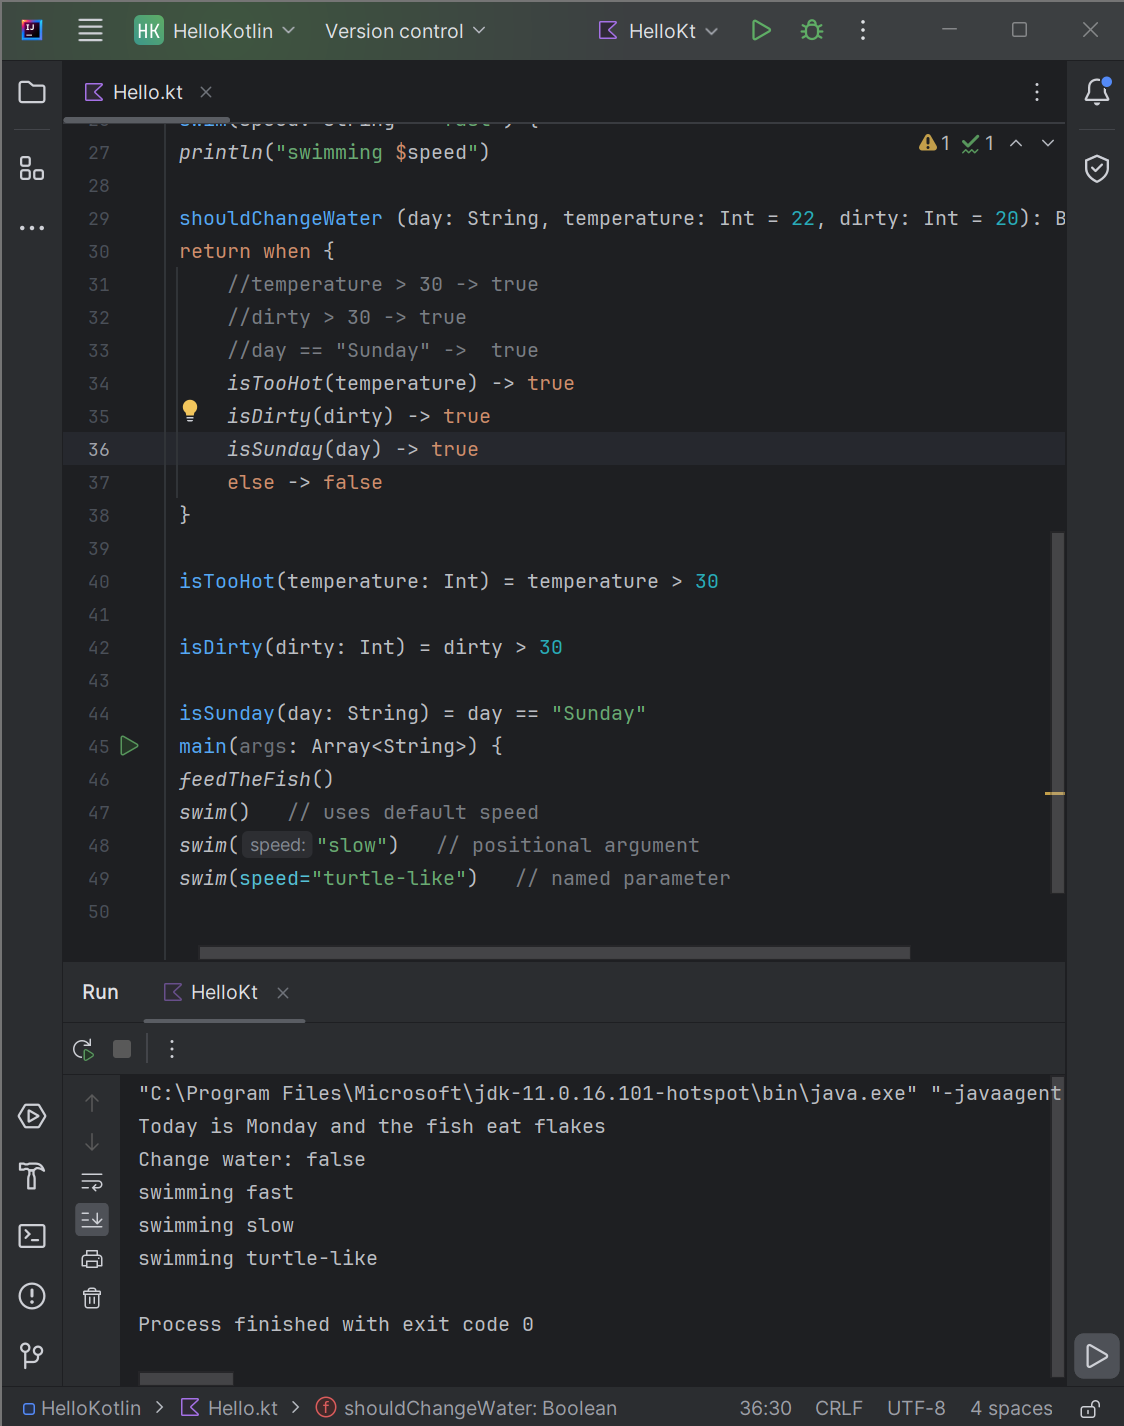 HK HelloKotlin Version control HelloKt
Hello.kt
27 println("swimming $speed") 1 1
28
29 shouldChangeWater (day: String, temperature: Int = 22, dirty: Int = 20): B
30 return when {
31 //temperature > 30 -> true
32 //dirty > 30 -> true
33 //day == "Sunday" ->  true
34 isTooHot(temperature) -> true
35 isDirty(dirty) -> true
36 isSunday(day) -> true
37 else -> false
38 }
39
40 isTooHot(temperature: Int) = temperature > 30
41
42 isDirty(dirty: Int) = dirty > 30
43
44 isSunday(day: String) = day == "Sunday"
45 main(args: Array<String>) {
46 feedTheFish()
47 swim()   // uses default speed
48 swim( speed: "slow")   // positional argument
49 swim(speed="turtle-like")   // named parameter
50
Run HelloKt
"C:\Program Files\Microsoft\jdk-11.0.16.101-hotspot\bin\java.exe" "-javaagent
Today is Monday and the fish eat flakes
Change water: false
swimming fast
swimming slow
swimming turtle-like
Process finished with exit code 0
HelloKotlin > Hello.kt > f shouldChangeWater: Boolean 36:30 CRLF UTF-8 4 spaces